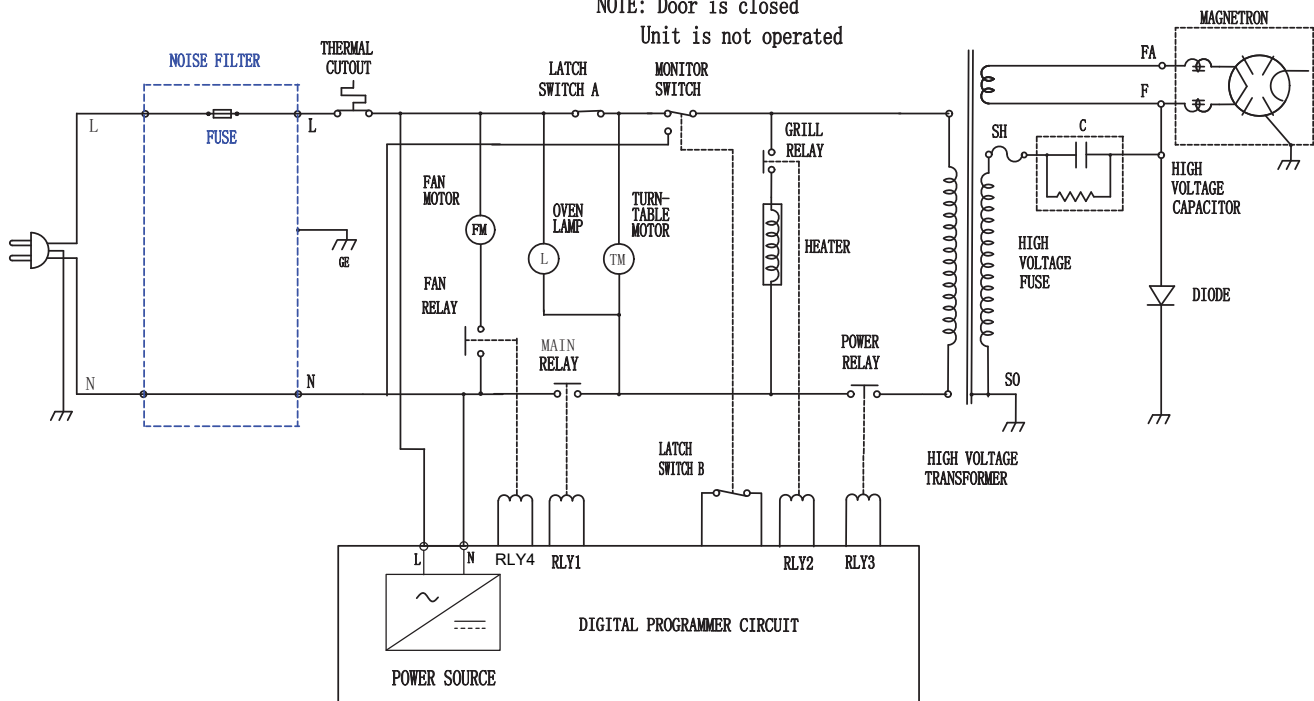 NOTE: Door is closed
Unit is not operated
MAGNETRON
NOISE FILTER
THERMAL
CUTOUT
LATCH
SWITCH A
MONITOR
SWITCH
FA
F
L
FUSE
L
GRILL
RELAY
SH
C
HIGH
VOLTAGE
CAPACITOR
FAN
MOTOR
FM
OVEN
LAMP
L
TURN-
TABLE
MOTOR
TM
HEATER
HIGH
VOLTAGE
FUSE
GE
FAN
RELAY
DIODE
MAIN
RELAY
POWER
RELAY
N
N
SO
LATCH
SWITCH B
HIGH VOLTAGE
TRANSFORMER
L
N
RLY4
RLY1
RLY2
RLY3
DIGITAL PROGRAMMER CIRCUIT
POWER SOURCE